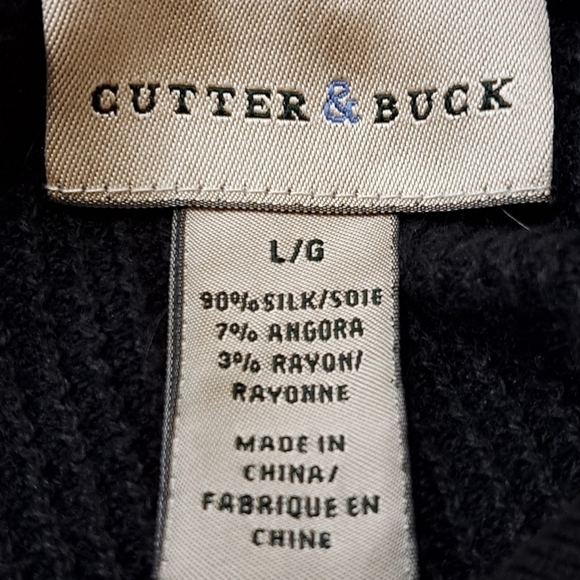 CUTTER & BUCK
L/G
90% SILK/SOIE
7% ANGORA
3% RAYON/
RAYONNE
MADE IN
CHINA/
FABRIQUE EN
CHINE